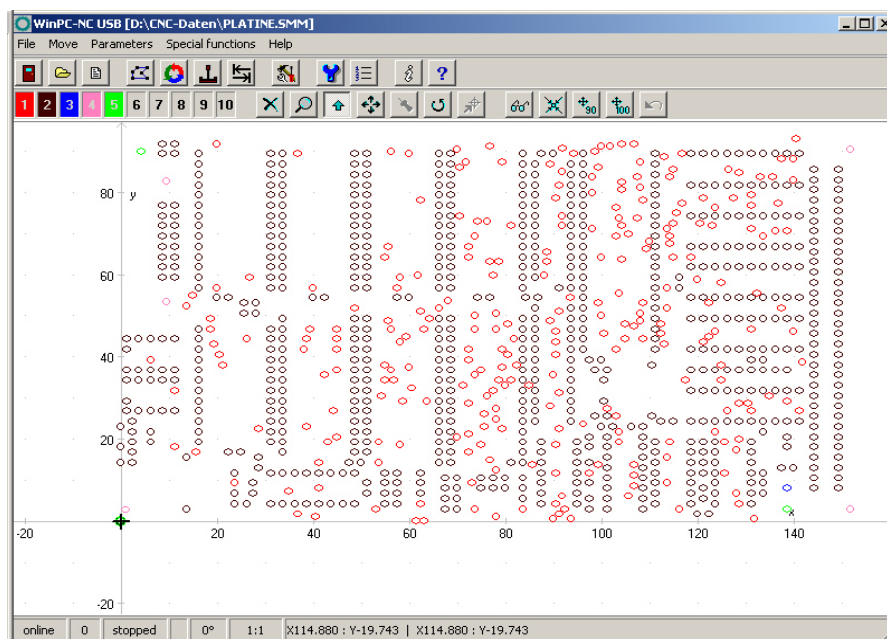 WinPC-NC USB [D:\CNC-Daten\PLATINE.SMM]
File Move Parameters Special functions Help
?
1 2 3 4 5 6 7 8 9 10 90 100
80
y
60
40
20
x
-20 20 40 60 80 100 120 140
-20
online 0 stopped 0° 1:1 X114.880 : Y-19.743 | X114.880 : Y-19.743